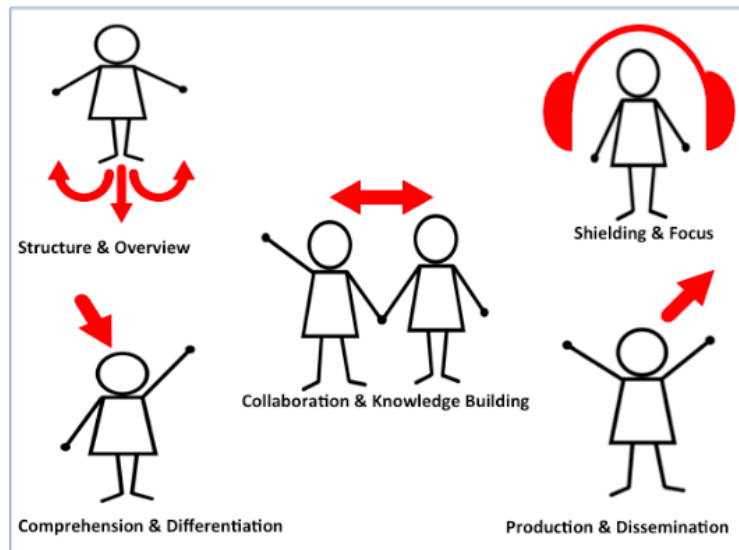 Structure & Overview
Shielding & Focus
Collaboration & Knowledge Building
Comprehension & Differentiation
Production & Dissemination